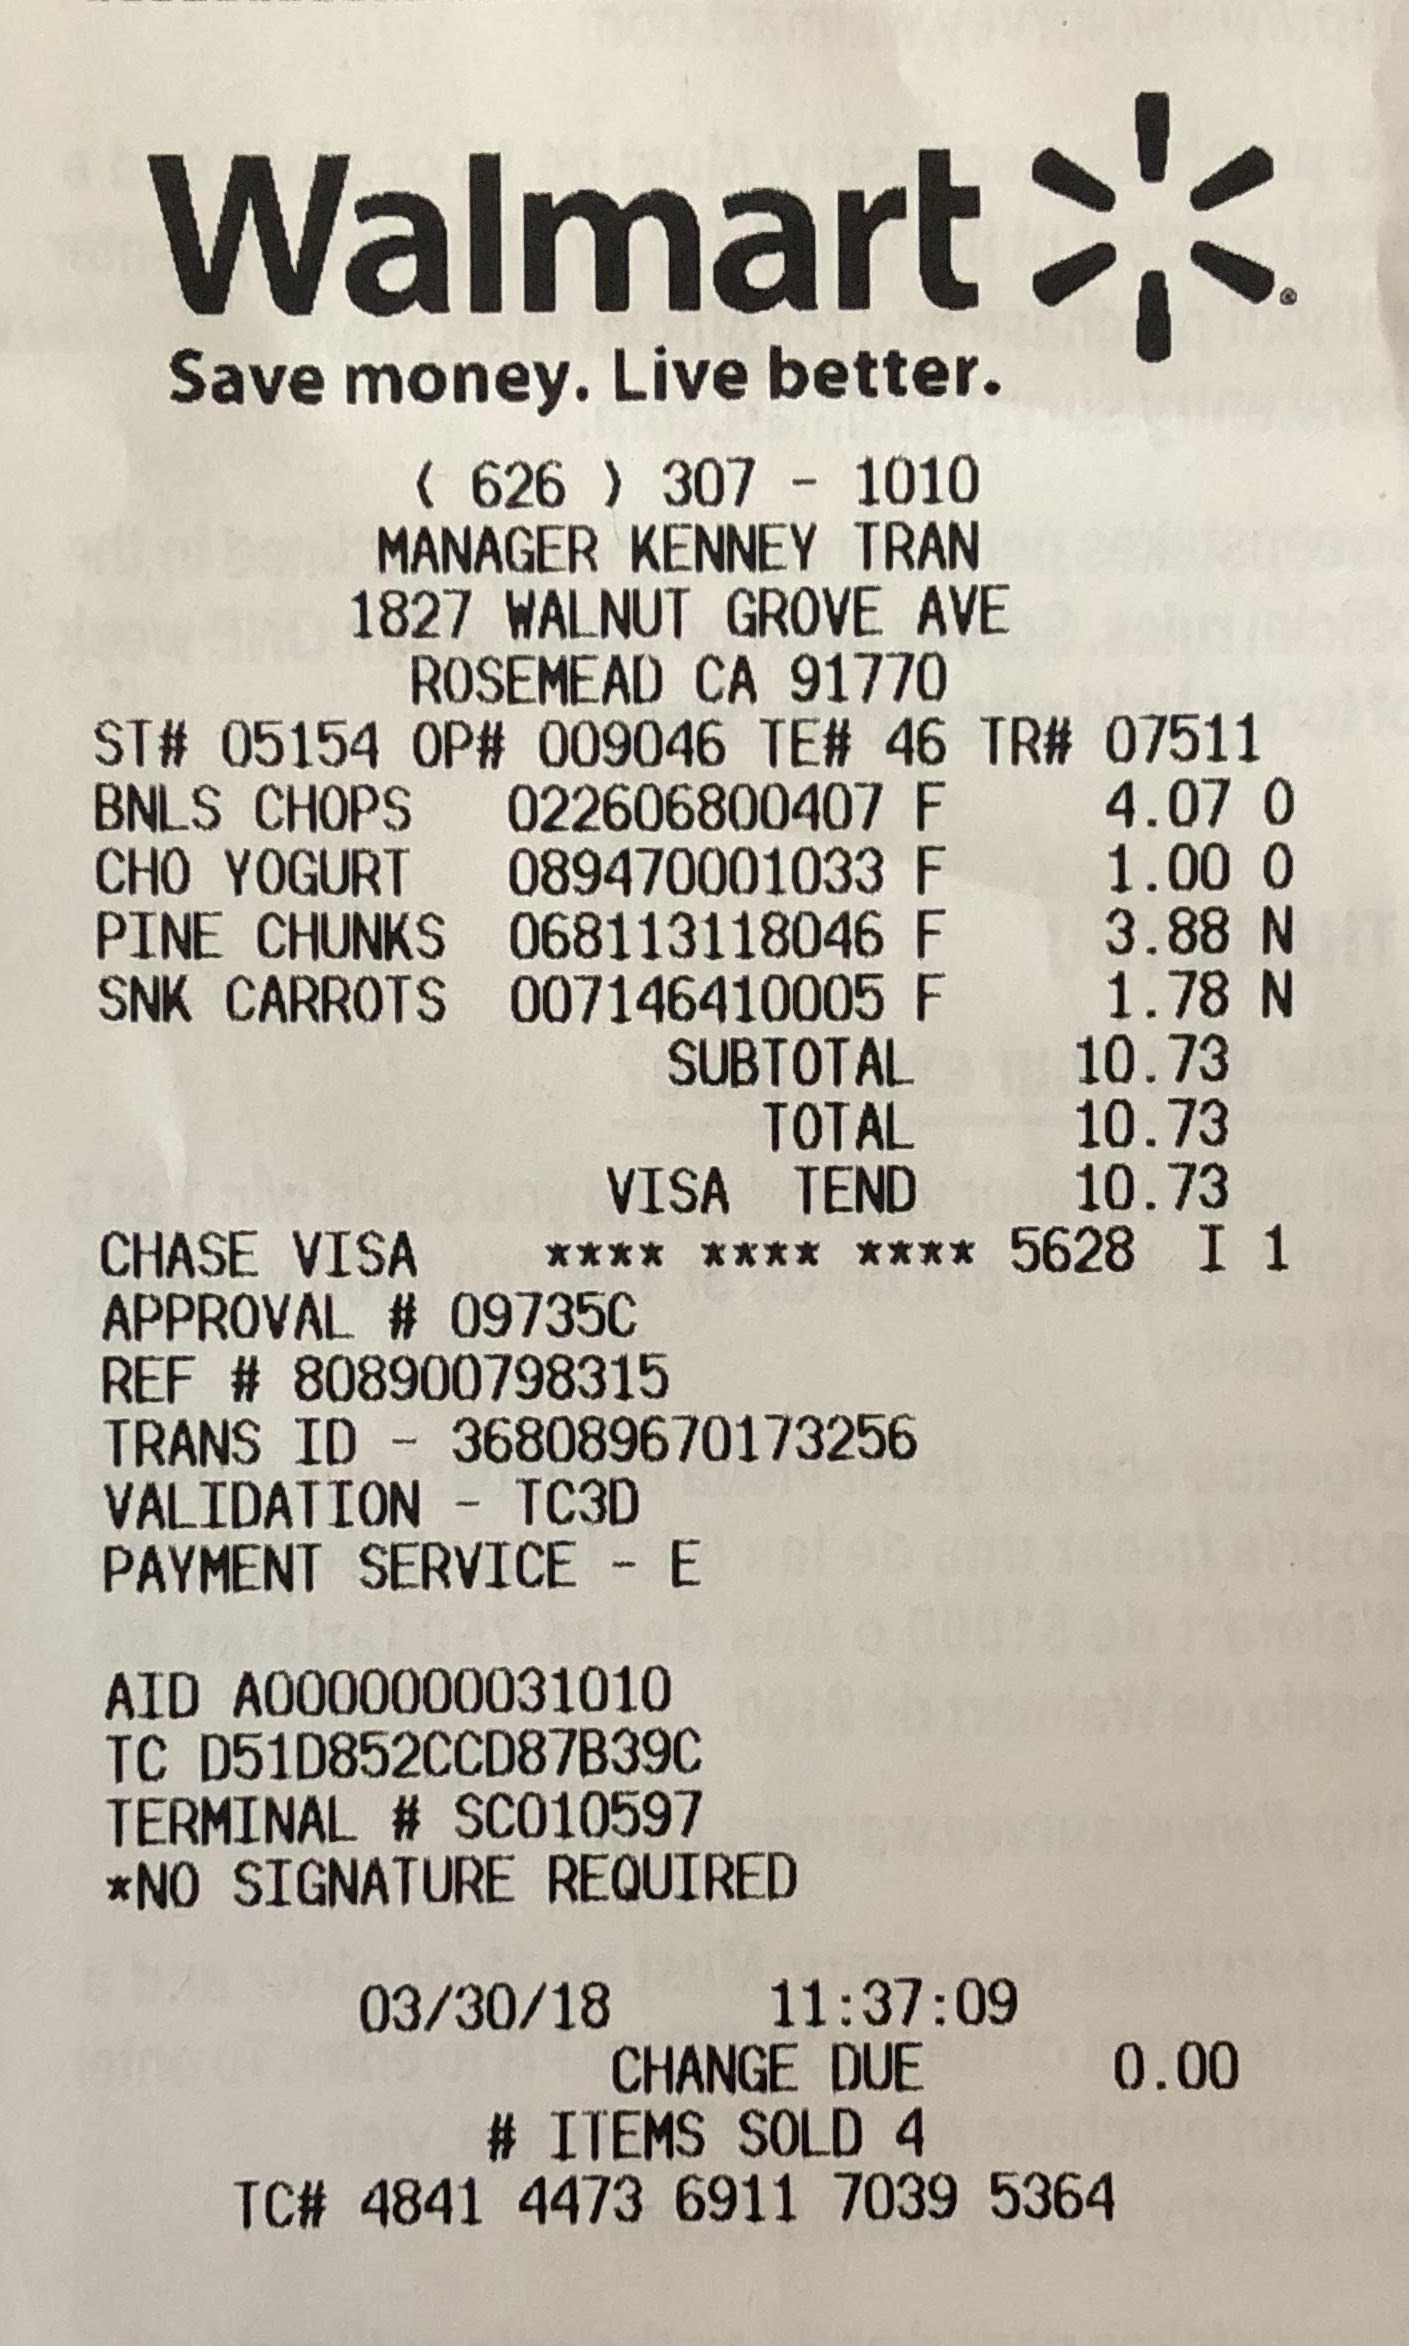 Walmart
Save money. Live better.
( 626 ) 307 - 1010
MANAGER KENNEY TRAN
1827 WALNUT GROVE AVE
ROSEMEAD CA 91770
ST# 05154 OP# 009046 TE# 46 TR# 07511
BNLS CHOPS 022606800407 F 4.07 O
CHO YOGURT 089470001033 F 1.00 O
PINE CHUNKS 068113118046 F 3.88 N
SNK CARROTS 007146410005 F 1.78 N
SUBTOTAL 10.73
TOTAL 10.73
VISA TEND 10.73
CHASE VISA **** **** **** 5628 I 1
APPROVAL # 09735C
REF # 808900798315
TRANS ID - 368089670173256
VALIDATION - TC3D
PAYMENT SERVICE - E
AID A0000000031010
TC D51D852CCD87B39C
TERMINAL # SC010597
*NO SIGNATURE REQUIRED
03/30/18 11:37:09
CHANGE DUE 0.00
# ITEMS SOLD 4
TC# 4841 4473 6911 7039 5364